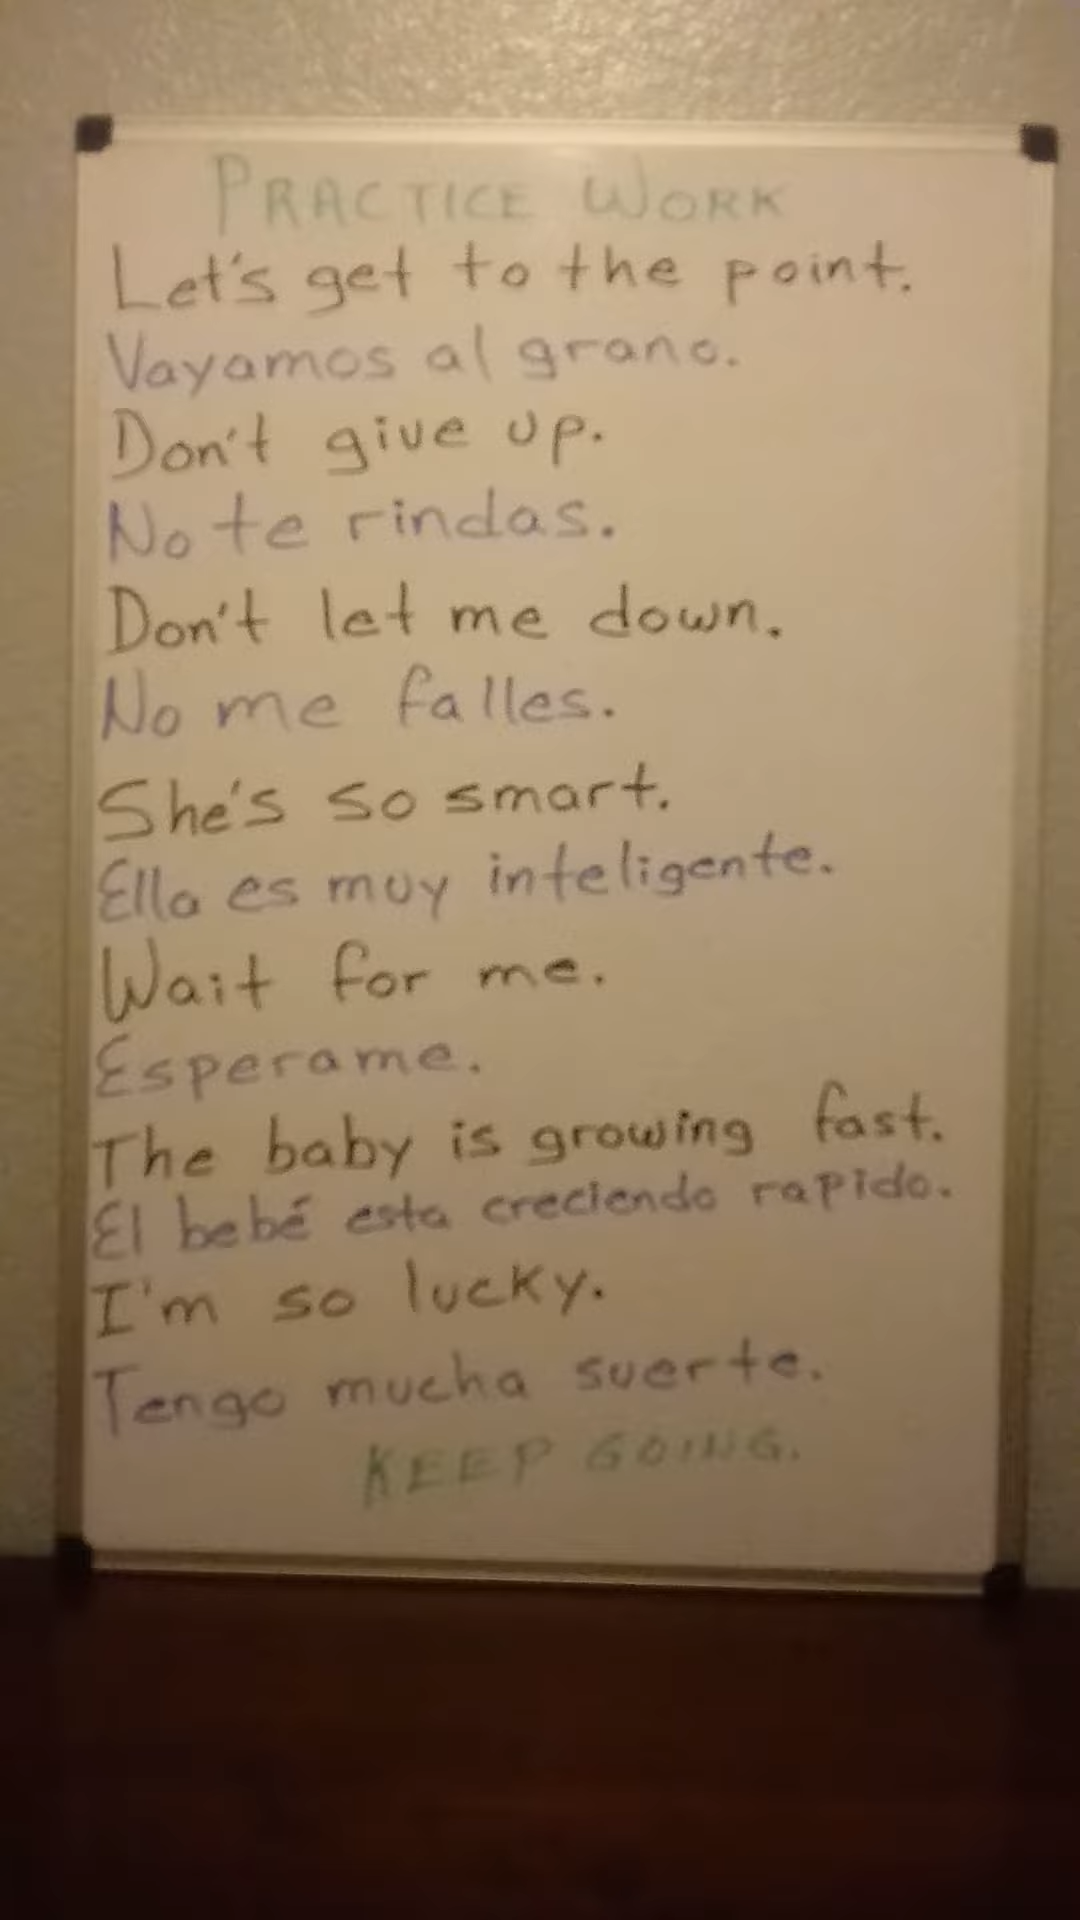 PRACTICE WORK
Let's get to the point.
Vayamos al grano.
Don't give up.
No te rindas.
Don't let me down.
No me falles.
She's so smart.
Ella es muy inteligente.
Wait for me.
Esperame.
The baby is growing fast.
El bebé esta creciendo rapido.
I'm so lucky.
Tengo mucha suerte.
KEEP GOING.